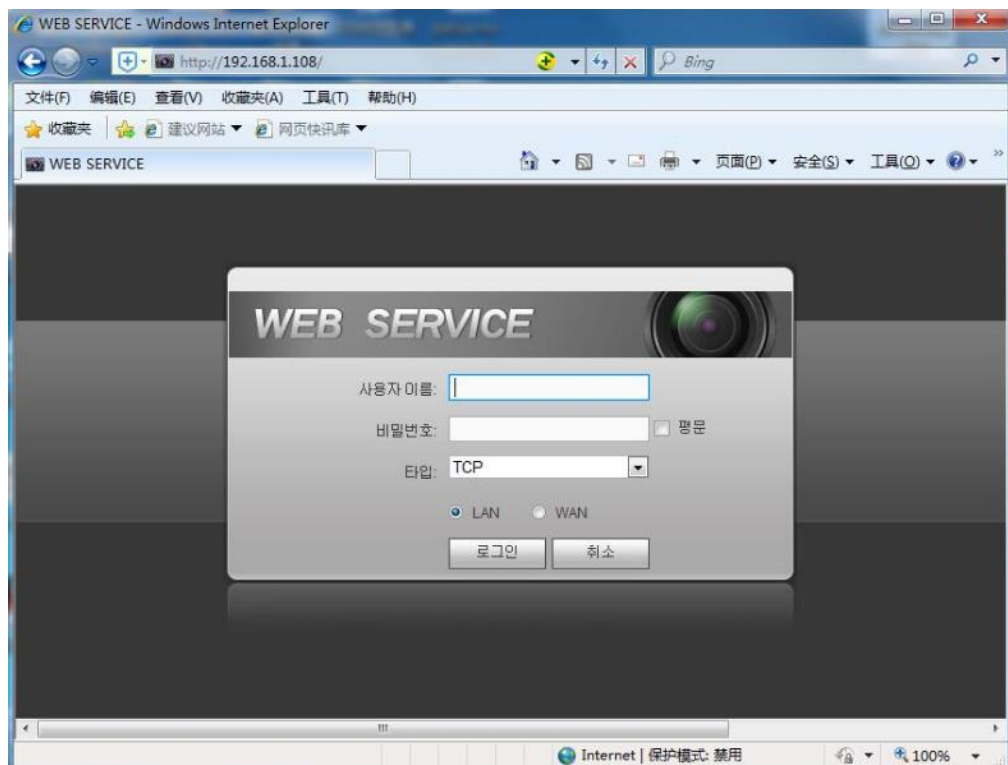 WEB SERVICE - Windows Internet Explorer
http://192.168.1.108/ Bing
文件(F) 编辑(E) 查看(V) 收藏夹(A) 工具(T) 帮助(H)
收藏夹 建议网站 网页快讯库
WEB SERVICE 页面(P) 安全(S) 工具(O)
WEB SERVICE
사용자 이름:
비밀번호: 평문
타입: TCP
LAN WAN
로그인 취소
Internet | 保护模式: 禁用 100%